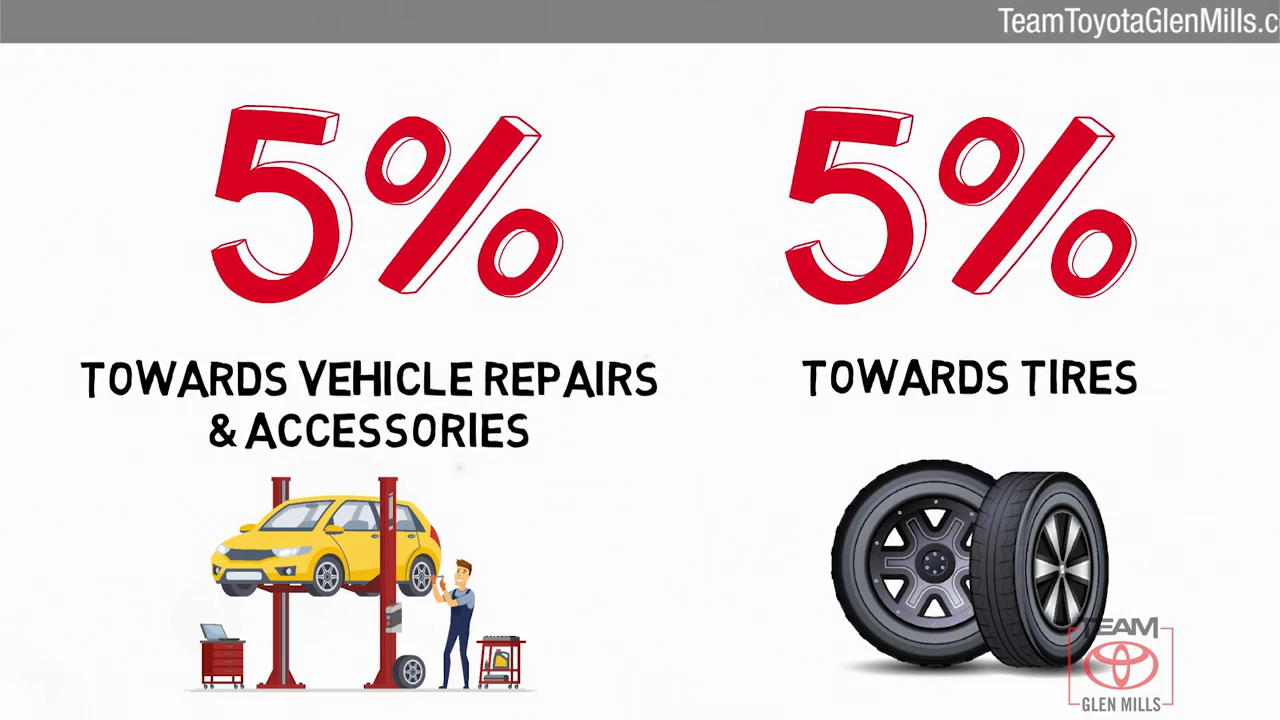 TeamToyotaGlenMills.c
5%
5%
TOWARDS VEHICLE REPAIRS
& ACCESSORIES
TOWARDS TIRES
TEAM
GLEN MILLS